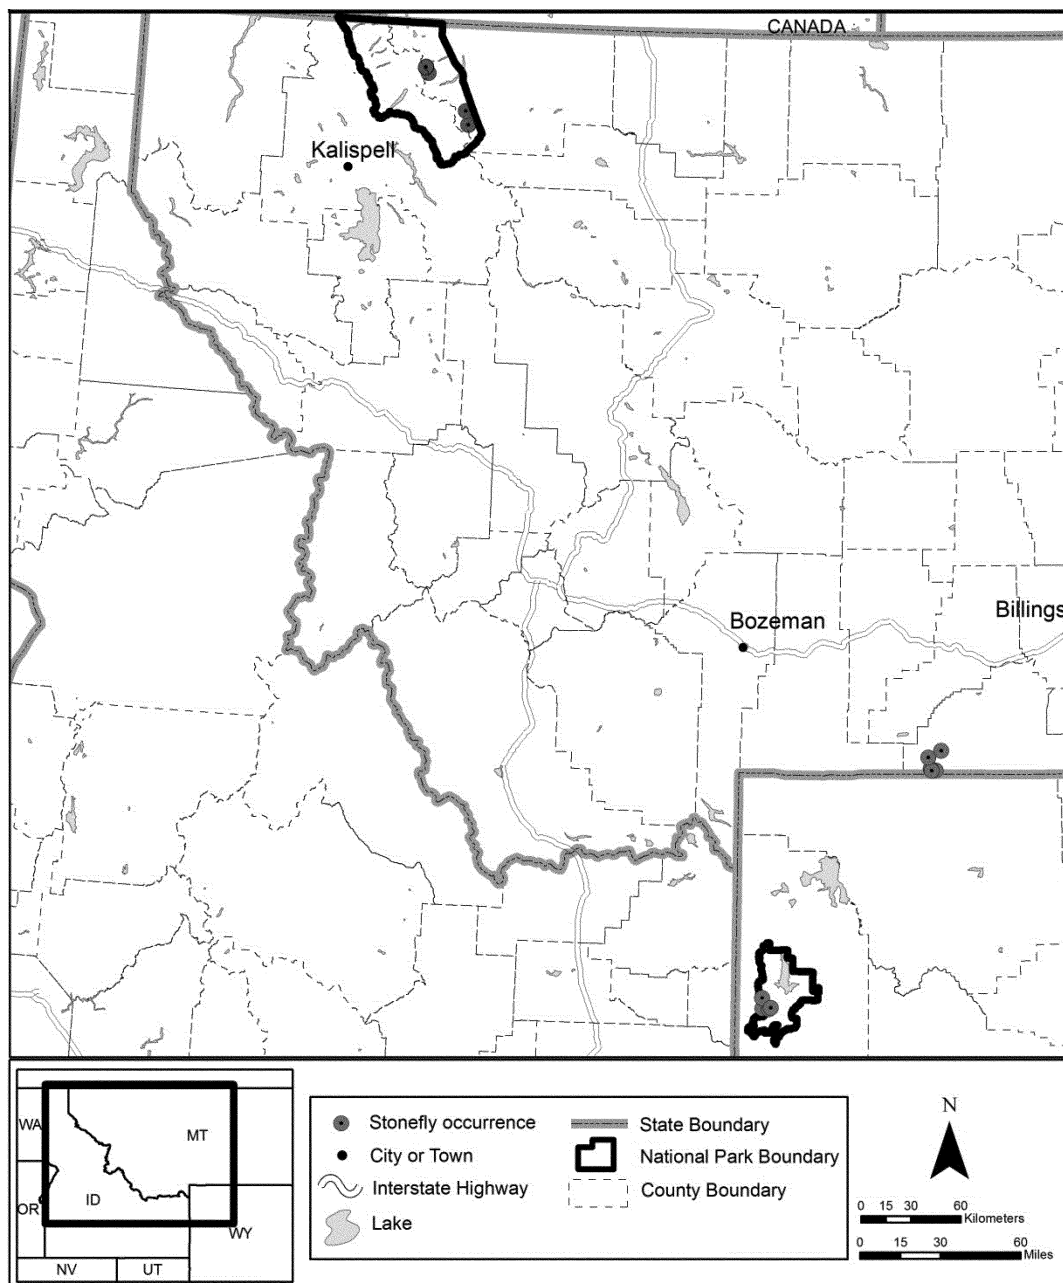 CANADA
Kalispell
Bozeman
Billings
WA
MT
OR
ID
WY
NV
UT
Stonefly occurrence
City or Town
Interstate Highway
Lake
State Boundary
National Park Boundary
County Boundary
N
0 15 30 60
Kilometers
0 15 30 60
Miles